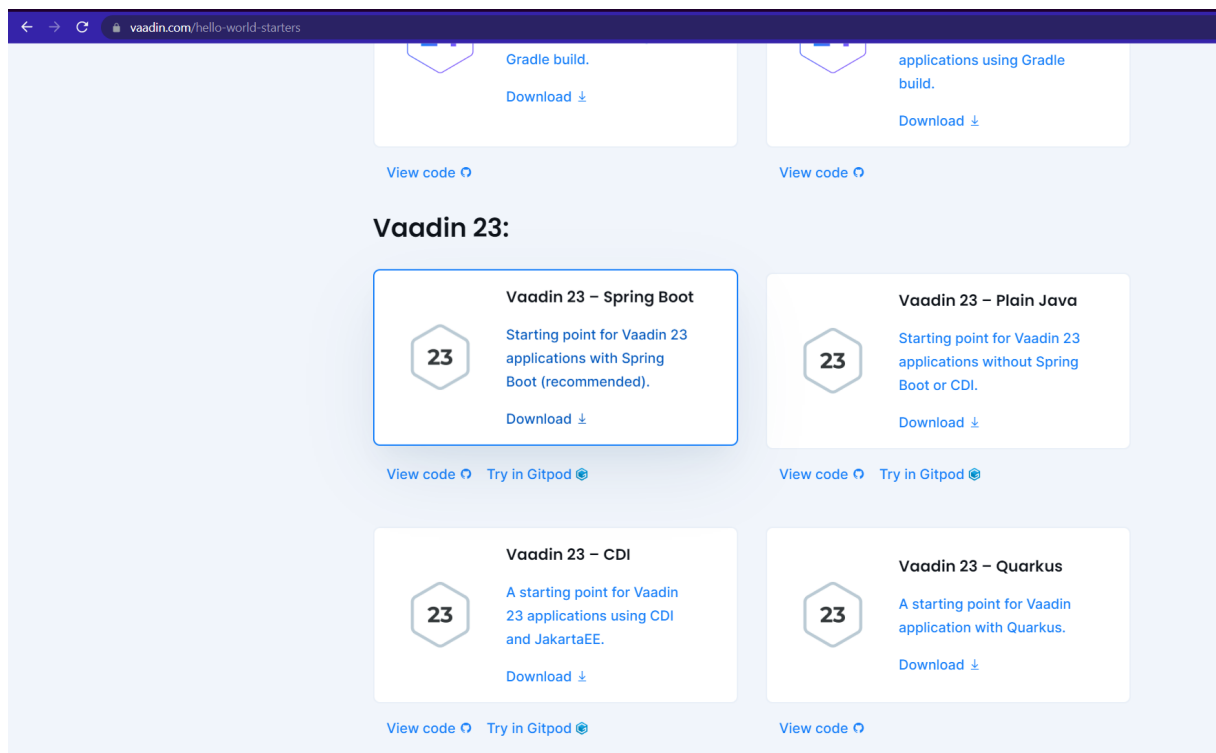 vaadin.com/hello-world-starters
Gradle build.
Download
applications using Gradle
build.
Download
View code
View code
Vaadin 23:
23
Vaadin 23 – Spring Boot
Starting point for Vaadin 23
applications with Spring
Boot (recommended).
Download
23
Vaadin 23 – Plain Java
Starting point for Vaadin 23
applications without Spring
Boot or CDI.
Download
View code Try in Gitpod
View code Try in Gitpod
23
Vaadin 23 – CDI
A starting point for Vaadin
23 applications using CDI
and JakartaEE.
Download
23
Vaadin 23 – Quarkus
A starting point for Vaadin
application with Quarkus.
Download
View code Try in Gitpod
View code